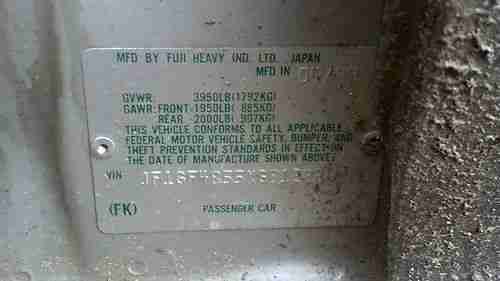 MFD BY FUJI HEAVY IND. LTD. JAPAN
MFD IN
GVWR: 3950LB(1792KG)
GAWR: FRONT-1950LB( 885KG)
REAR -2000LB( 907KG)
THIS VEHICLE CONFORMS TO ALL APPLICABLE
FEDERAL MOTOR VEHICLE SAFETY, BUMPER, AND
THEFT PREVENTION STANDARDS IN EFFECT ON
THE DATE OF MANUFACTURE SHOWN ABOVE.
VIN
(FK) PASSENGER CAR